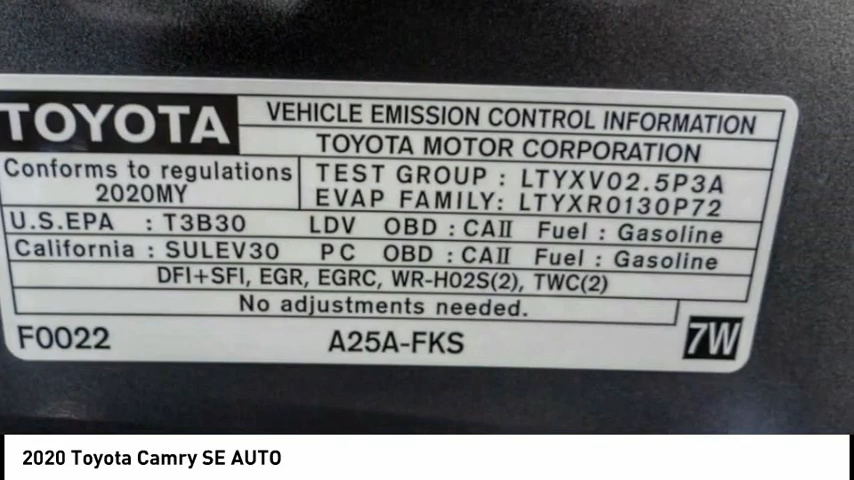 TOYOTA
VEHICLE EMISSION CONTROL INFORMATION
TOYOTA MOTOR CORPORATION
Conforms to regulations
2020MY
TEST GROUP : LTYXV02.5P3A
EVAP FAMILY: LTYXR0130P72
U.S.EPA : T3B30 LDV OBD : CAII Fuel : Gasoline
California : SULEV30 PC OBD : CAII Fuel : Gasoline
DFI+SFI, EGR, EGRC, WR-HO2S(2), TWC(2)
No adjustments needed.
F0022 A25A-FKS 7W
2020 Toyota Camry SE AUTO